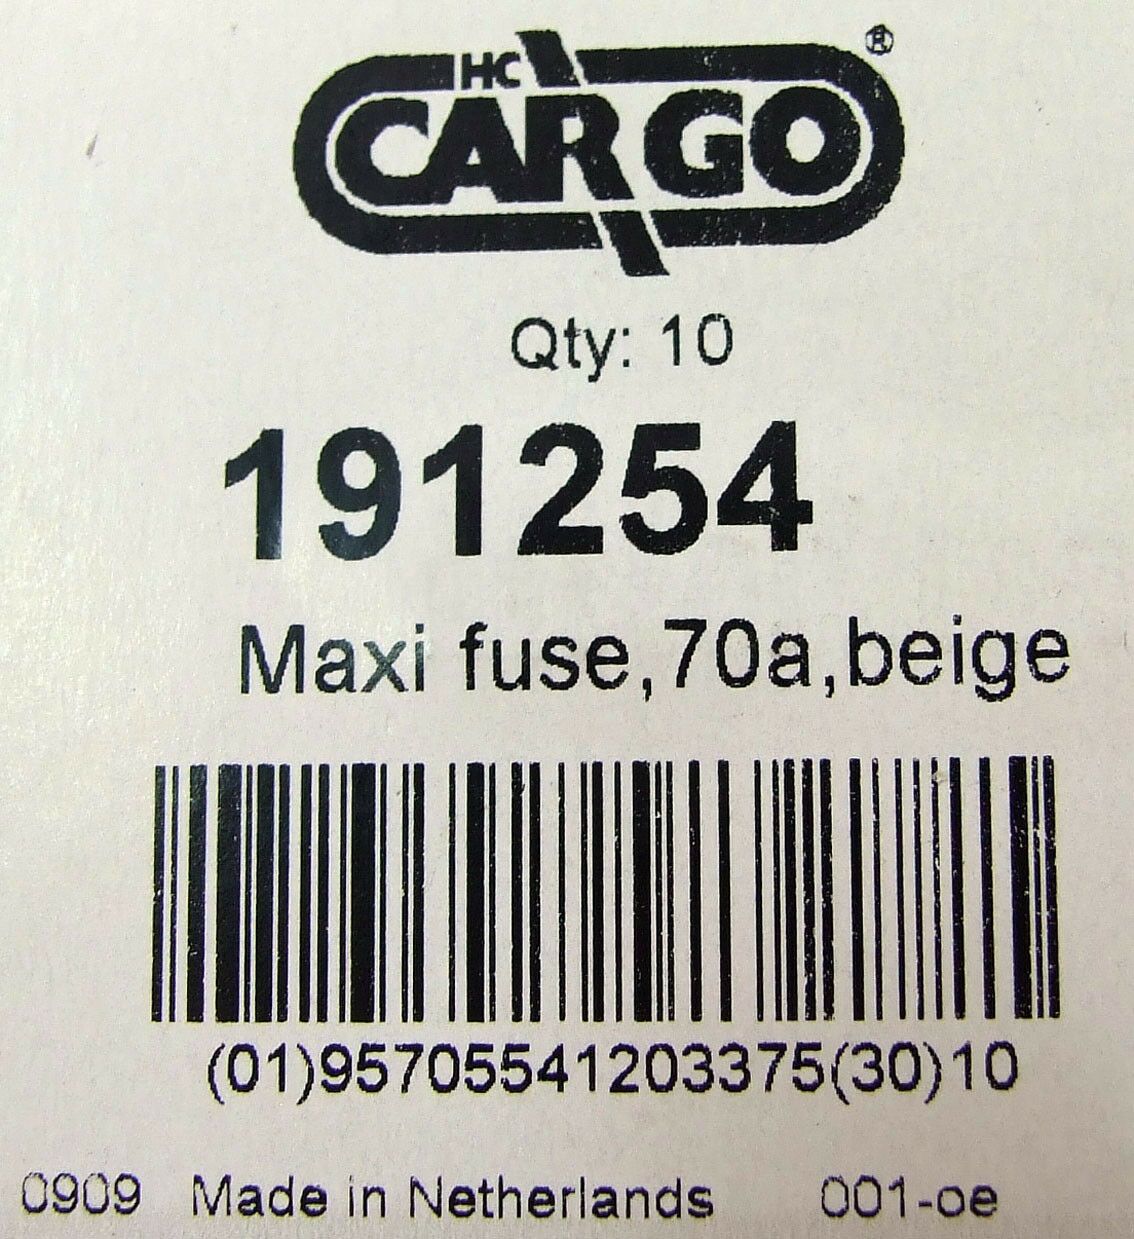 HC
CARGO®
Qty: 10
191254
Maxi fuse,70a,beige
(01)95705541203375(30)10
0909 Made in Netherlands 001-oe